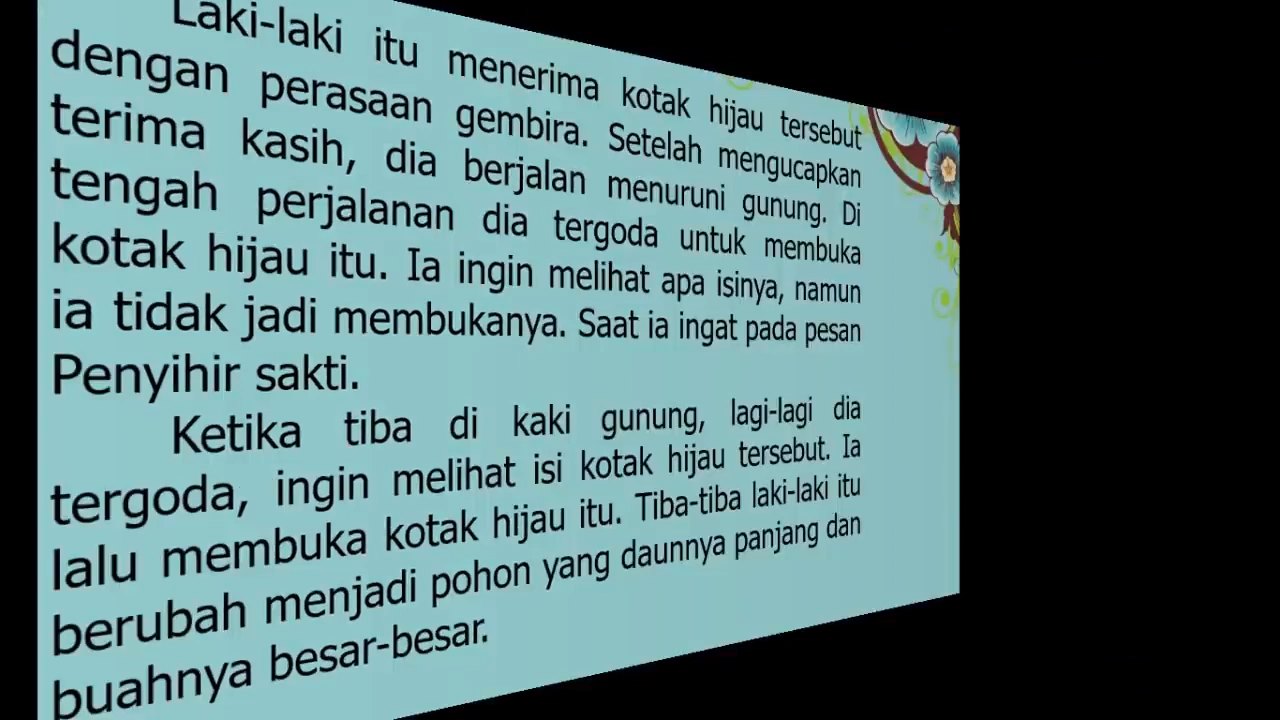 Laki-laki itu menerima kotak hijau tersebut
dengan perasaan gembira. Setelah mengucapkan
terima kasih, dia berjalan menuruni gunung. Di
tengah perjalanan dia tergoda untuk membuka
kotak hijau itu. Ia ingin melihat apa isinya, namun
ia tidak jadi membukanya. Saat ia ingat pada pesan
Penyihir sakti.
Ketika tiba di kaki gunung, lagi-lagi dia
tergoda, ingin melihat isi kotak hijau tersebut. Ia
lalu membuka kotak hijau itu. Tiba-tiba laki-laki itu
berubah menjadi pohon yang daunnya panjang dan
buahnya besar-besar.